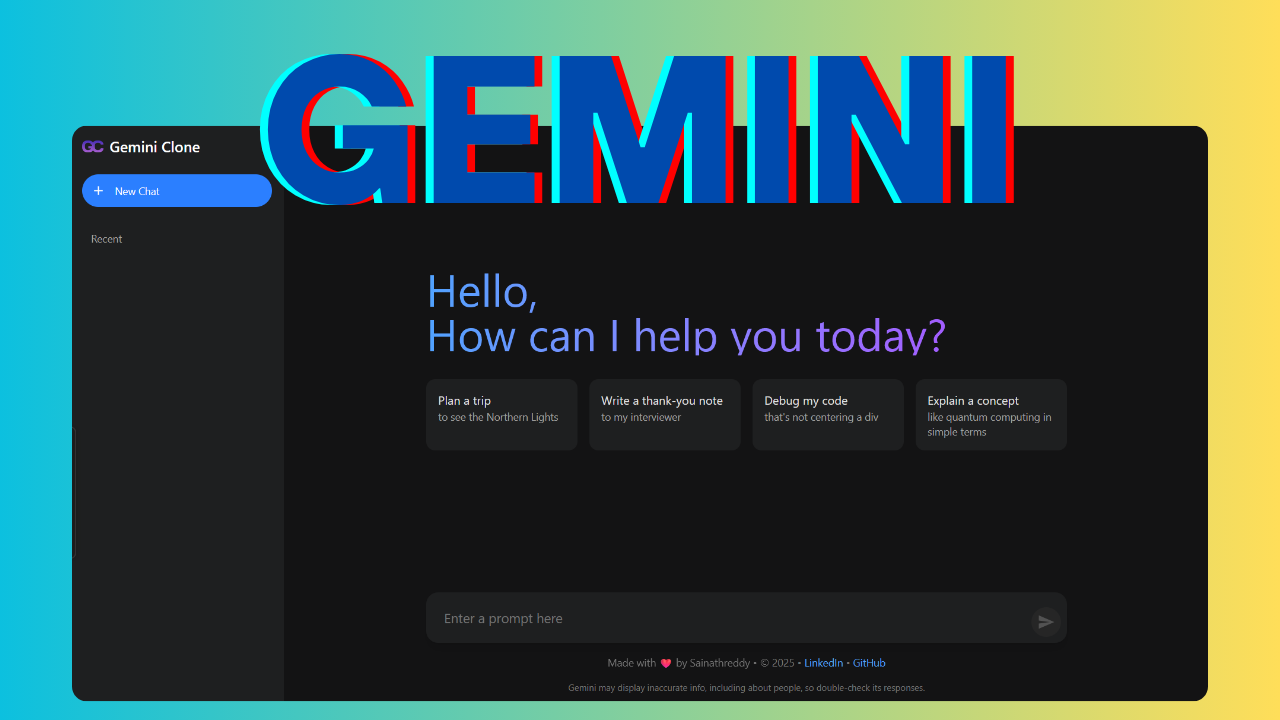 GEMINI
GC Gemini Clone
+ New Chat
Recent
Hello,
How can I help you today?
Plan a trip
to see the Northern Lights
Write a thank-you note
to my interviewer
Debug my code
that's not centering a div
Explain a concept
like quantum computing in
simple terms
Enter a prompt here
Made with ❤️ by Sainathreddy • © 2025 • LinkedIn • GitHub
Gemini may display inaccurate info, including about people, so double-check its responses.